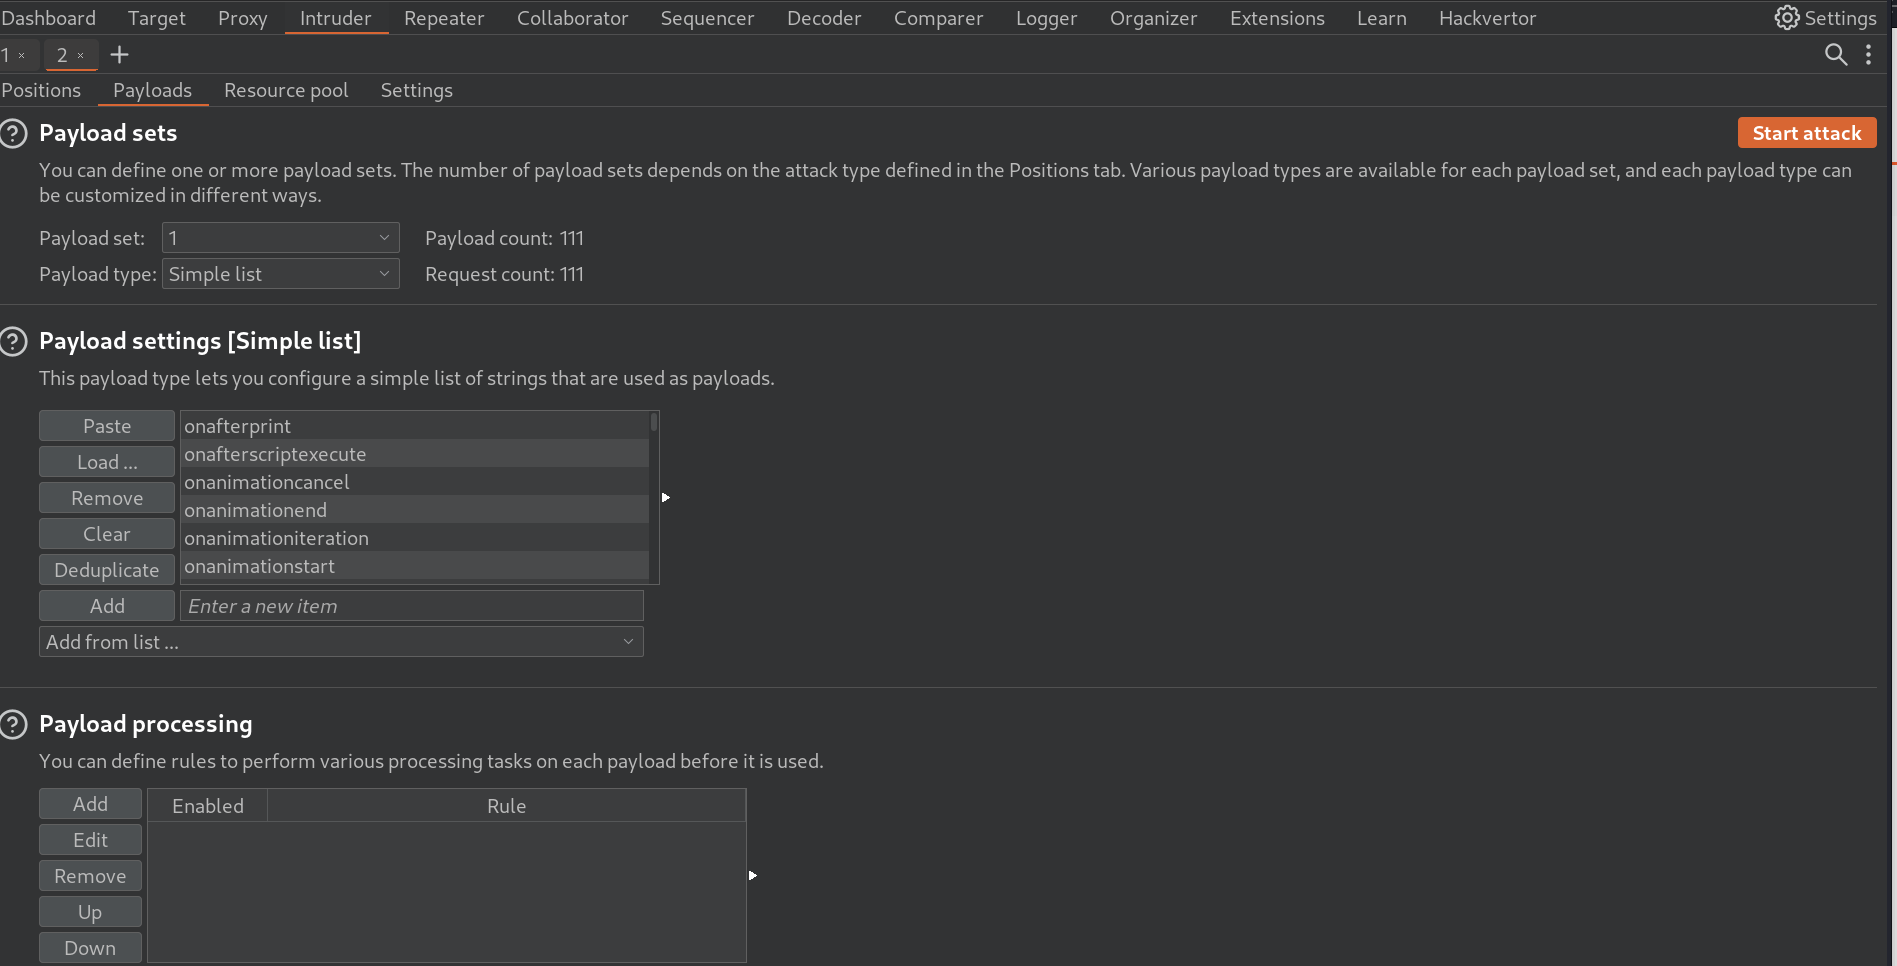 Dashboard Target Proxy Intruder Repeater Collaborator Sequencer Decoder Comparer Logger Organizer Extensions Learn Hackvertor Settings
1 × 2 × +
Positions Payloads Resource pool Settings
? Payload sets Start attack
You can define one or more payload sets. The number of payload sets depends on the attack type defined in the Positions tab. Various payload types are available for each payload set, and each payload type can
be customized in different ways.
Payload set: 1 Payload count: 111
Payload type: Simple list Request count: 111
? Payload settings [Simple list]
This payload type lets you configure a simple list of strings that are used as payloads.
Paste onafterprint
onafterscriptexecute
Load ... onanimationcancel
Remove onanimationend
Clear onanimationiteration
Deduplicate onanimationstart
Add Enter a new item
Add from list ...
? Payload processing
You can define rules to perform various processing tasks on each payload before it is used.
Add Enabled Rule
Edit
Remove
Up
Down